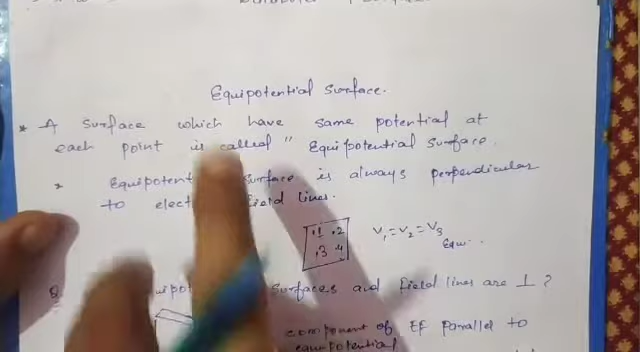 Equipotential Surface.
* A Surface which have same potential at
each point is called " Equipotential Surface.
* Surface is always perpendicular
to field lines.
.1 .2
.3 .4
V₁=V₂=V₃
Equi..
Q Surfaces and field lines are ⊥ ?
component of EF parallel to
equipotential